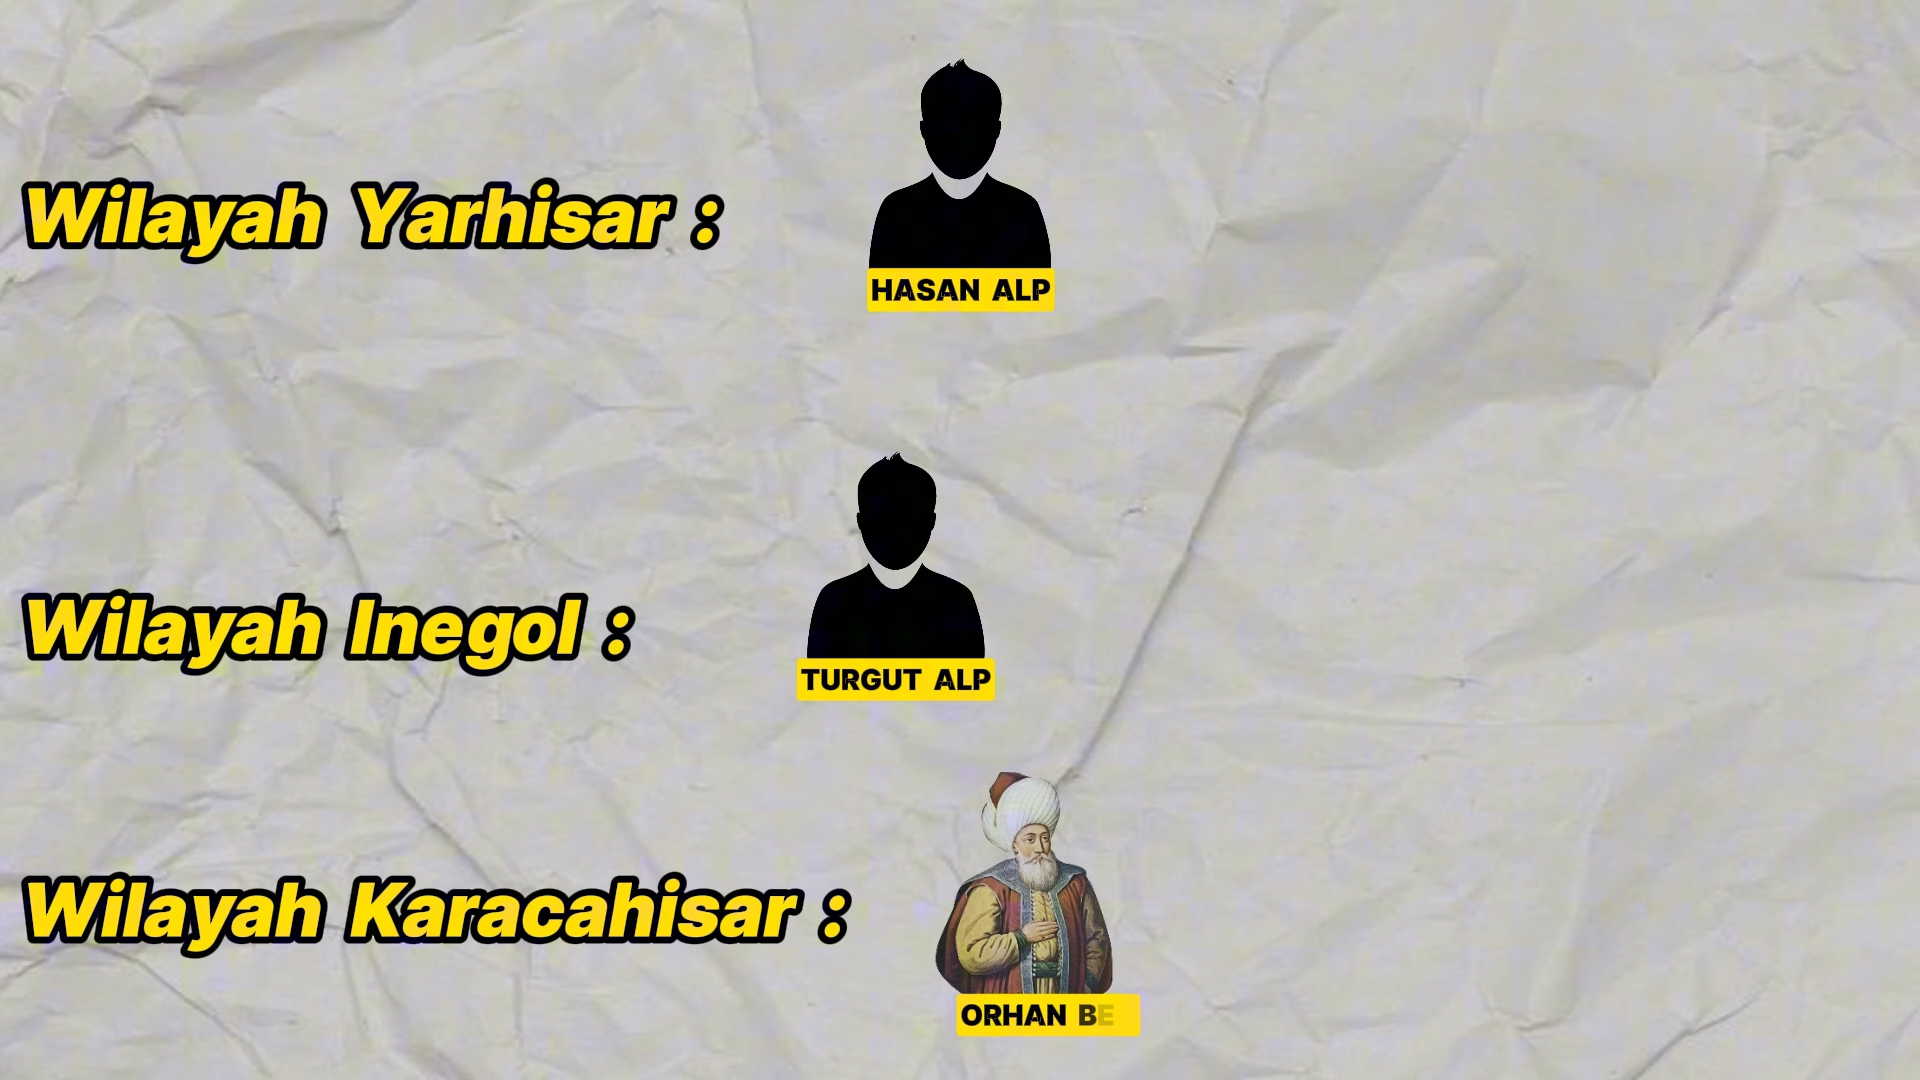 Wilayah Yarhisar :
HASAN ALP
Wilayah Inegol :
TURGUT ALP
Wilayah Karacahisar :
ORHAN BE